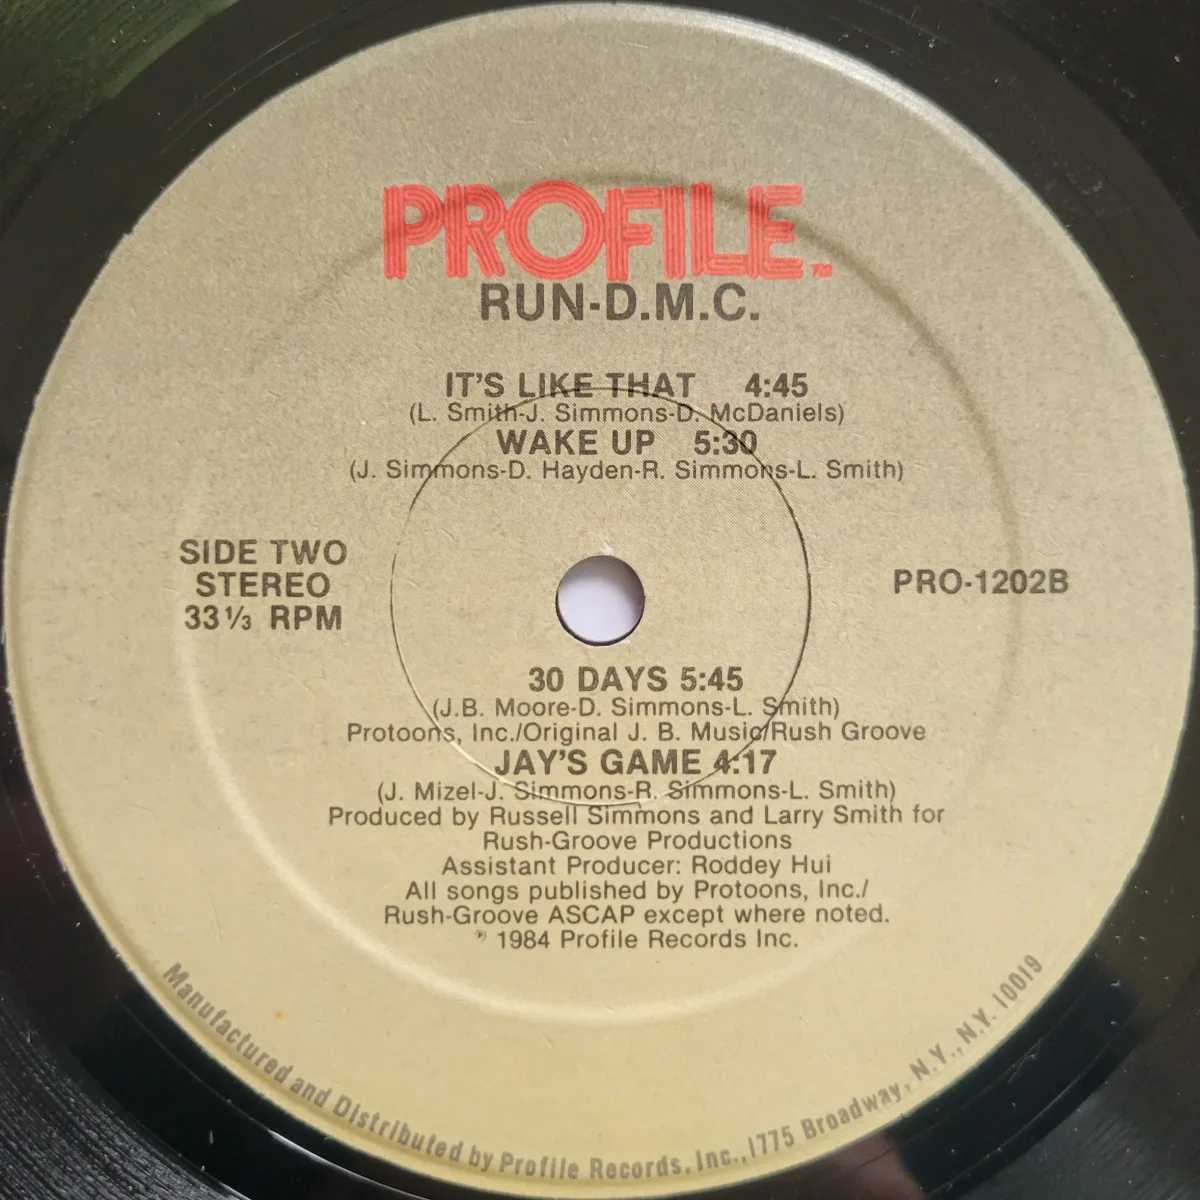 PROFILE™
RUN-D.M.C.
IT'S LIKE THAT 4:45
(L. Smith-J. Simmons-D. McDaniels)
WAKE UP 5:30
(J. Simmons-D. Hayden-R. Simmons-L. Smith)
SIDE TWO
STEREO
33⅓ RPM
PRO-1202B
30 DAYS 5:45
(J.B. Moore-D. Simmons-L. Smith)
Protoons, Inc./Original J. B. Music/Rush Groove
JAY'S GAME 4:17
(J. Mizel-J. Simmons-R. Simmons-L. Smith)
Produced by Russell Simmons and Larry Smith for
Rush-Groove Productions
Assistant Producer: Roddey Hui
All songs published by Protoons, Inc./
Rush-Groove ASCAP except where noted.
℗ 1984 Profile Records Inc.
Manufactured and Distributed by Profile Records, Inc., 1775 Broadway, N.Y., N.Y. 10019